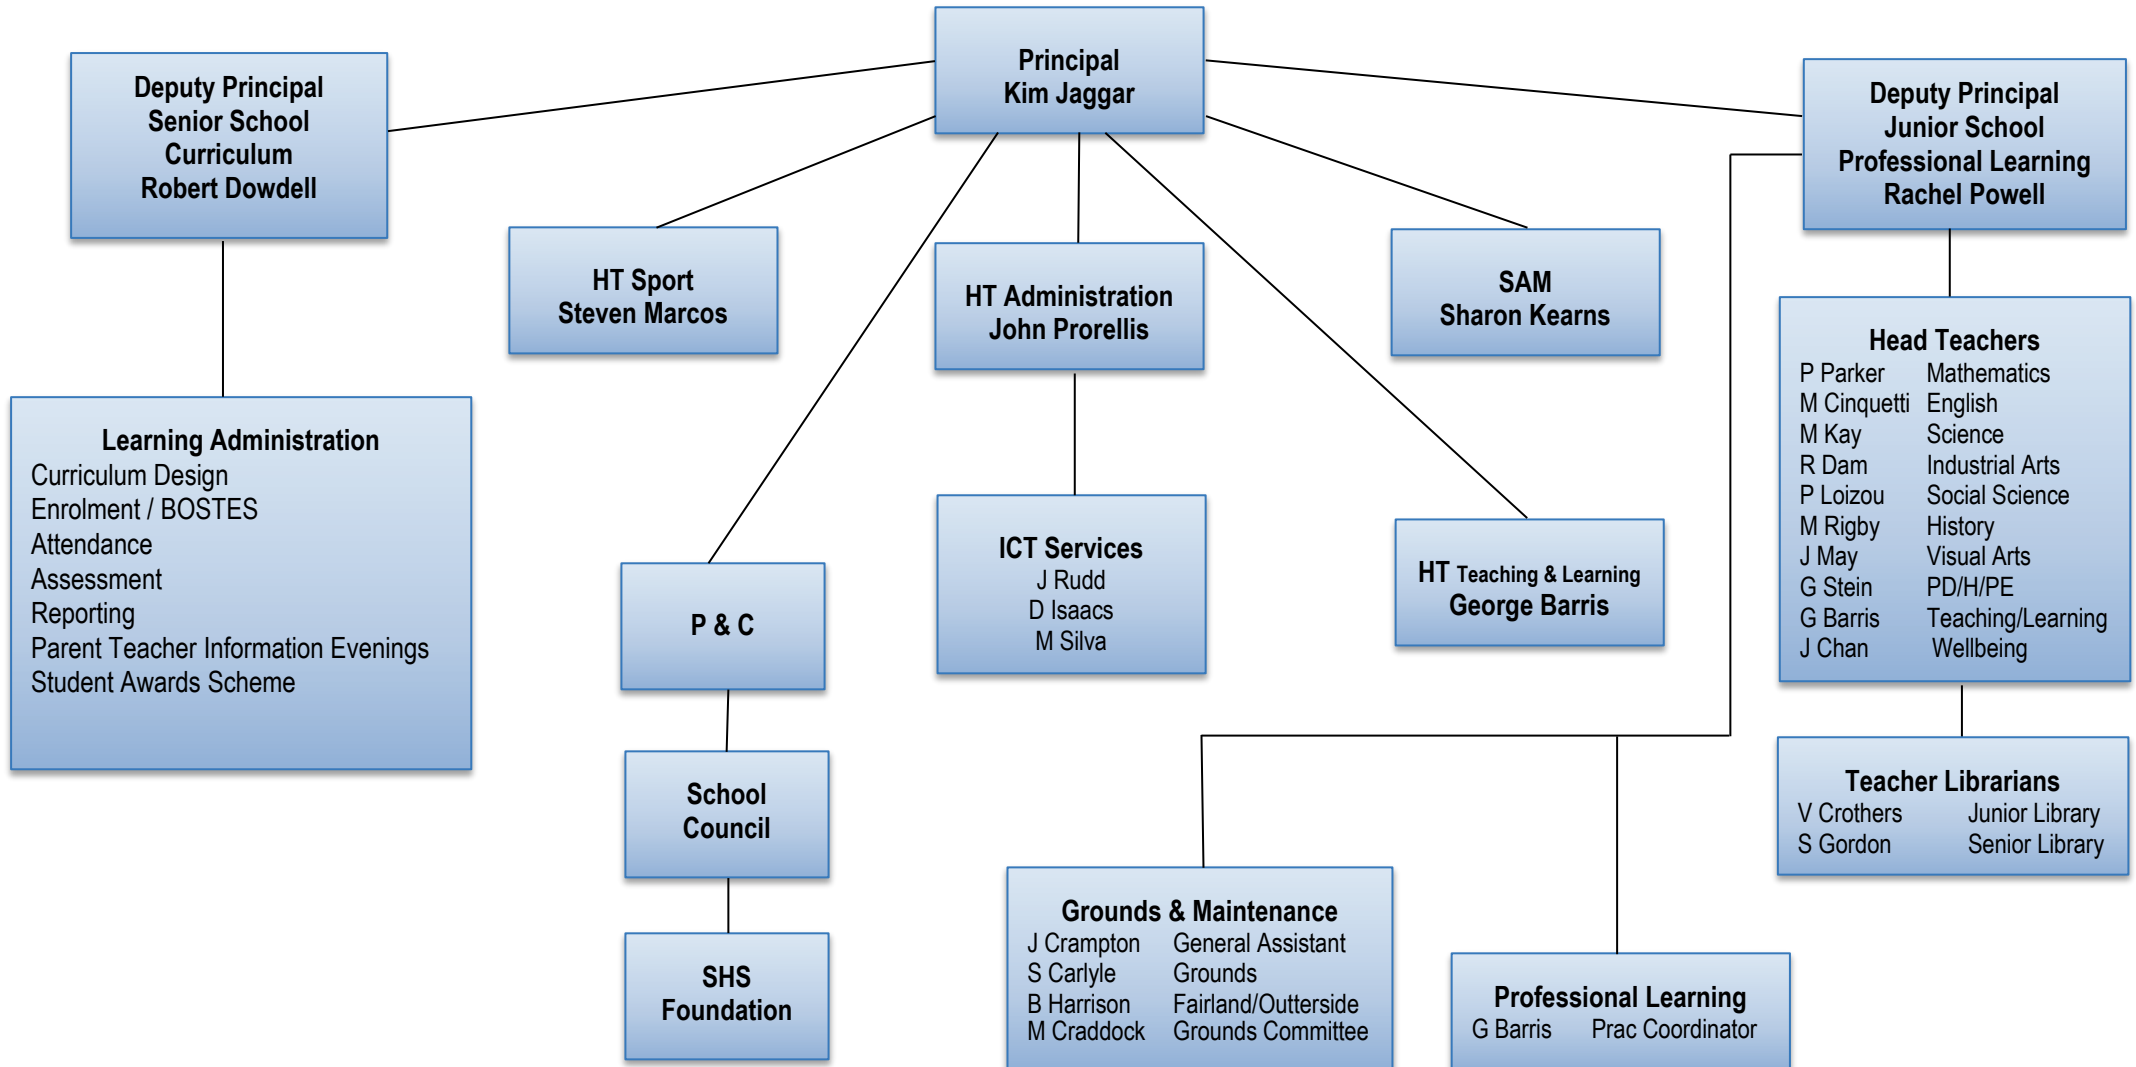 Principal
Kim Jaggar
Deputy Principal
Senior School
Curriculum
Robert Dowdell
Deputy Principal
Junior School
Professional Learning
Rachel Powell
HT Sport
Steven Marcos
HT Administration
John Prorellis
SAM
Sharon Kearns
Learning Administration
Curriculum Design
Enrolment / BOSTES
Attendance
Assessment
Reporting
Parent Teacher Information Evenings
Student Awards Scheme
Head Teachers
P Parker Mathematics
M Cinquetti English
M Kay Science
R Dam Industrial Arts
P Loizou Social Science
M Rigby History
J May Visual Arts
G Stein PD/H/PE
G Barris Teaching/Learning
J Chan Wellbeing
ICT Services
J Rudd
D Isaacs
M Silva
HT Teaching & Learning
George Barris
P & C
School
Council
SHS
Foundation
Teacher Librarians
V Crothers Junior Library
S Gordon Senior Library
Grounds & Maintenance
J Crampton General Assistant
S Carlyle Grounds
B Harrison Fairland/Outterside
M Craddock Grounds Committee
Professional Learning
G Barris Prac Coordinator